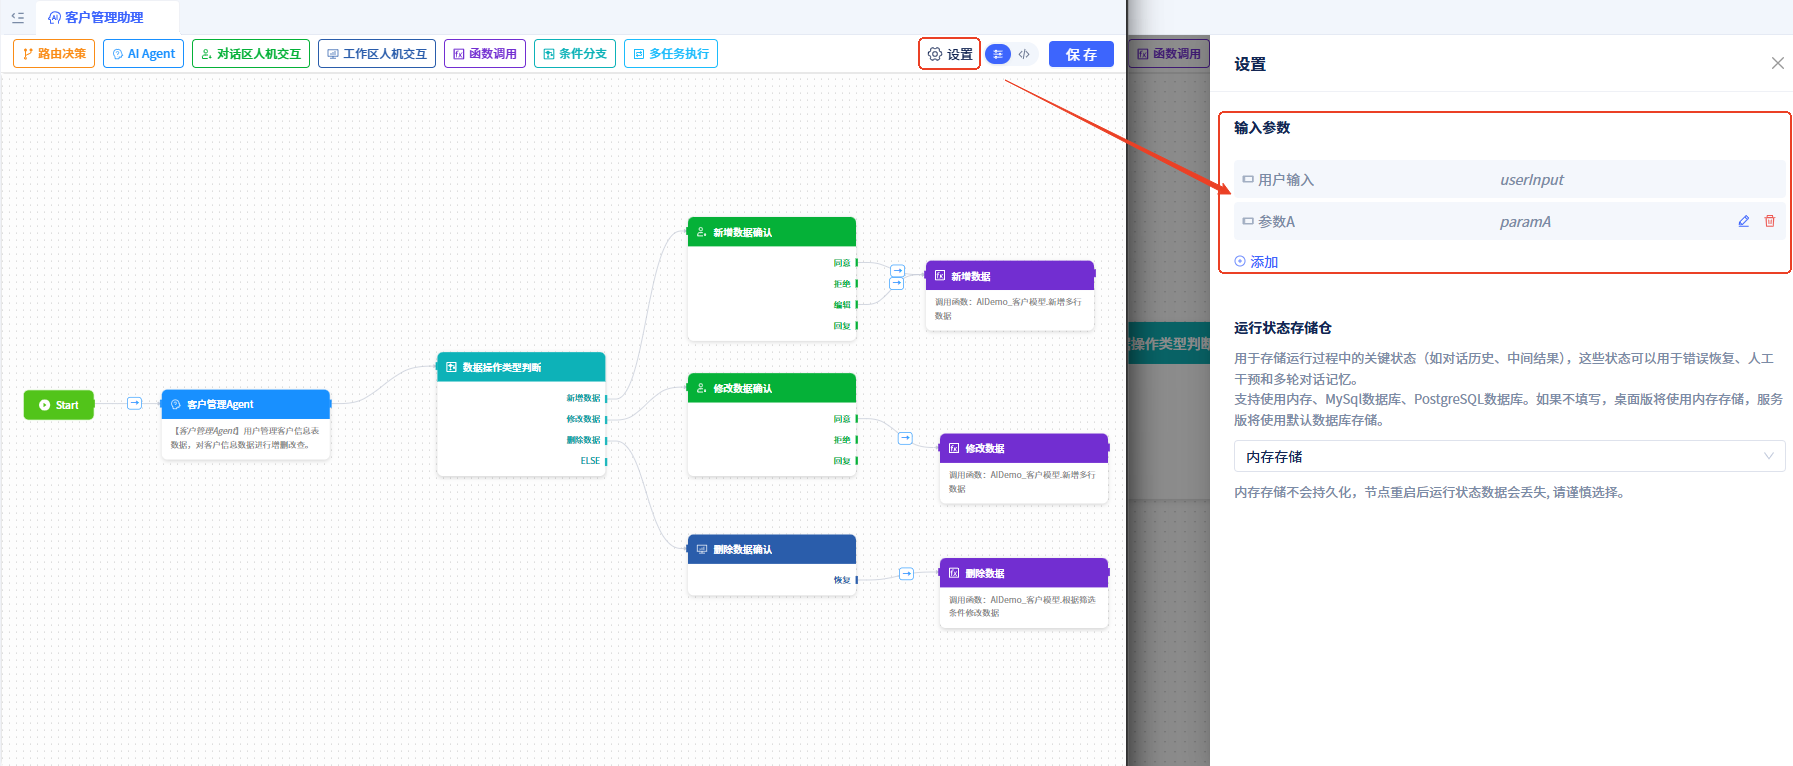 客户管理助理
路由决策
AI Agent
对话区人机交互
工作区人机交互
函数调用
条件分支
多任务执行
设置
保 存
Start
客户管理Agent
【客户管理Agent】用户管理客户信息表
数据，对客户信息数据进行增删改查。
数据操作类型判断
新增数据
修改数据
删除数据
ELSE
新增数据确认
同意
拒绝
编辑
回复
新增数据
调用函数：AIDemo_客户模型.新增多行
数据
修改数据确认
同意
拒绝
回复
修改数据
调用函数：AIDemo_客户模型.新增多行
数据
删除数据确认
恢复
删除数据
调用函数：AIDemo_客户模型.根据筛选
条件修改数据
函数调用
操作类型判断
设置
输入参数
用户输入 userInput
参数A paramA
添加
运行状态存储仓
用于存储运行过程中的关键状态（如对话历史、中间结果），这些状态可以用于错误恢复、人工
干预和多轮对话记忆。
支持使用内存、MySql数据库、PostgreSQL数据库。如果不填写，桌面版将使用内存存储，服务
版将使用默认数据库存储。
内存存储
内存存储不会持久化，节点重启后运行状态数据会丢失, 请谨慎选择。